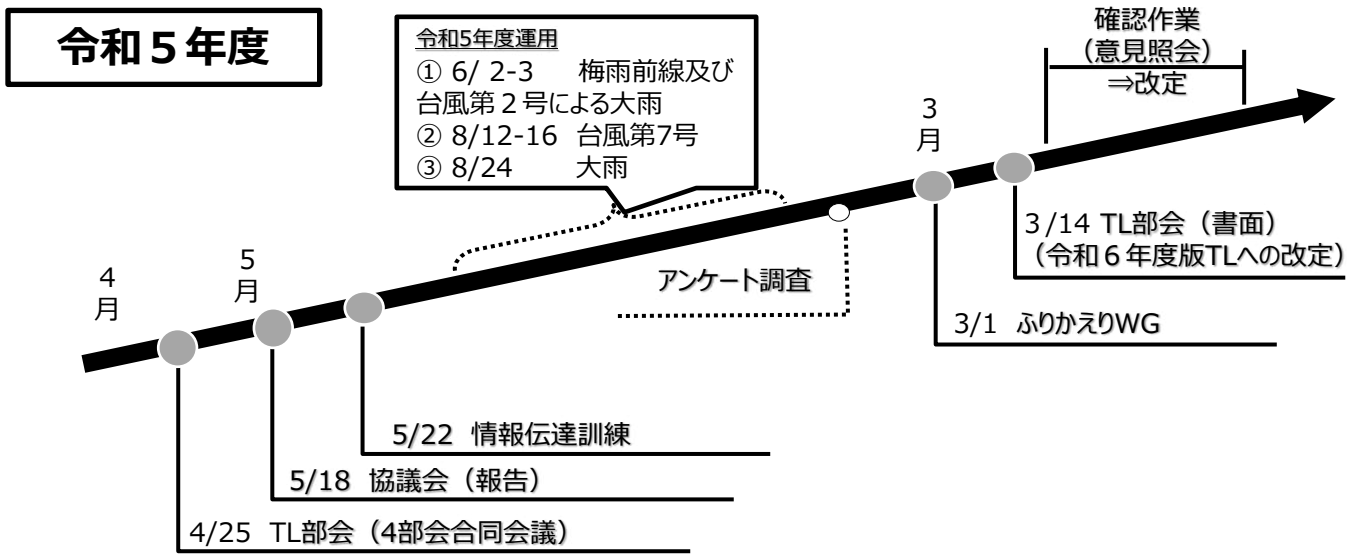 令和５年度
令和5年度運用
① 6/ 2-3 梅雨前線及び
台風第２号による大雨
② 8/12-16 台風第7号
③ 8/24 大雨
確認作業
（意見照会）
⇒改定
3
月
3/14 TL部会（書面）
（令和６年度版TLへの改定）
アンケート調査
3/1 ふりかえりWG
5
月
4
月
5/22 情報伝達訓練
5/18 協議会（報告）
4/25 TL部会（4部会合同会議）